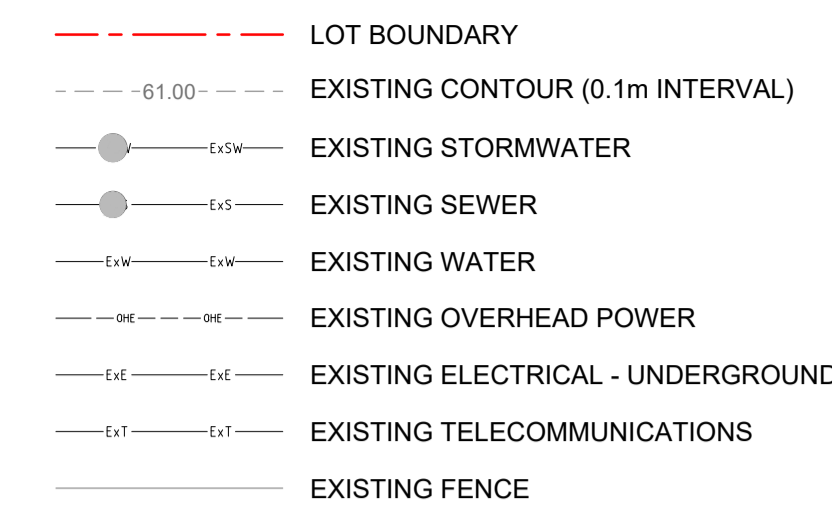 LOT BOUNDARY
61.00 EXISTING CONTOUR (0.1m INTERVAL)
ExSW EXISTING STORMWATER
ExS EXISTING SEWER
ExW ExW EXISTING WATER
OHE OHE EXISTING OVERHEAD POWER
ExE ExE EXISTING ELECTRICAL - UNDERGROUND
ExT ExT EXISTING TELECOMMUNICATIONS
EXISTING FENCE